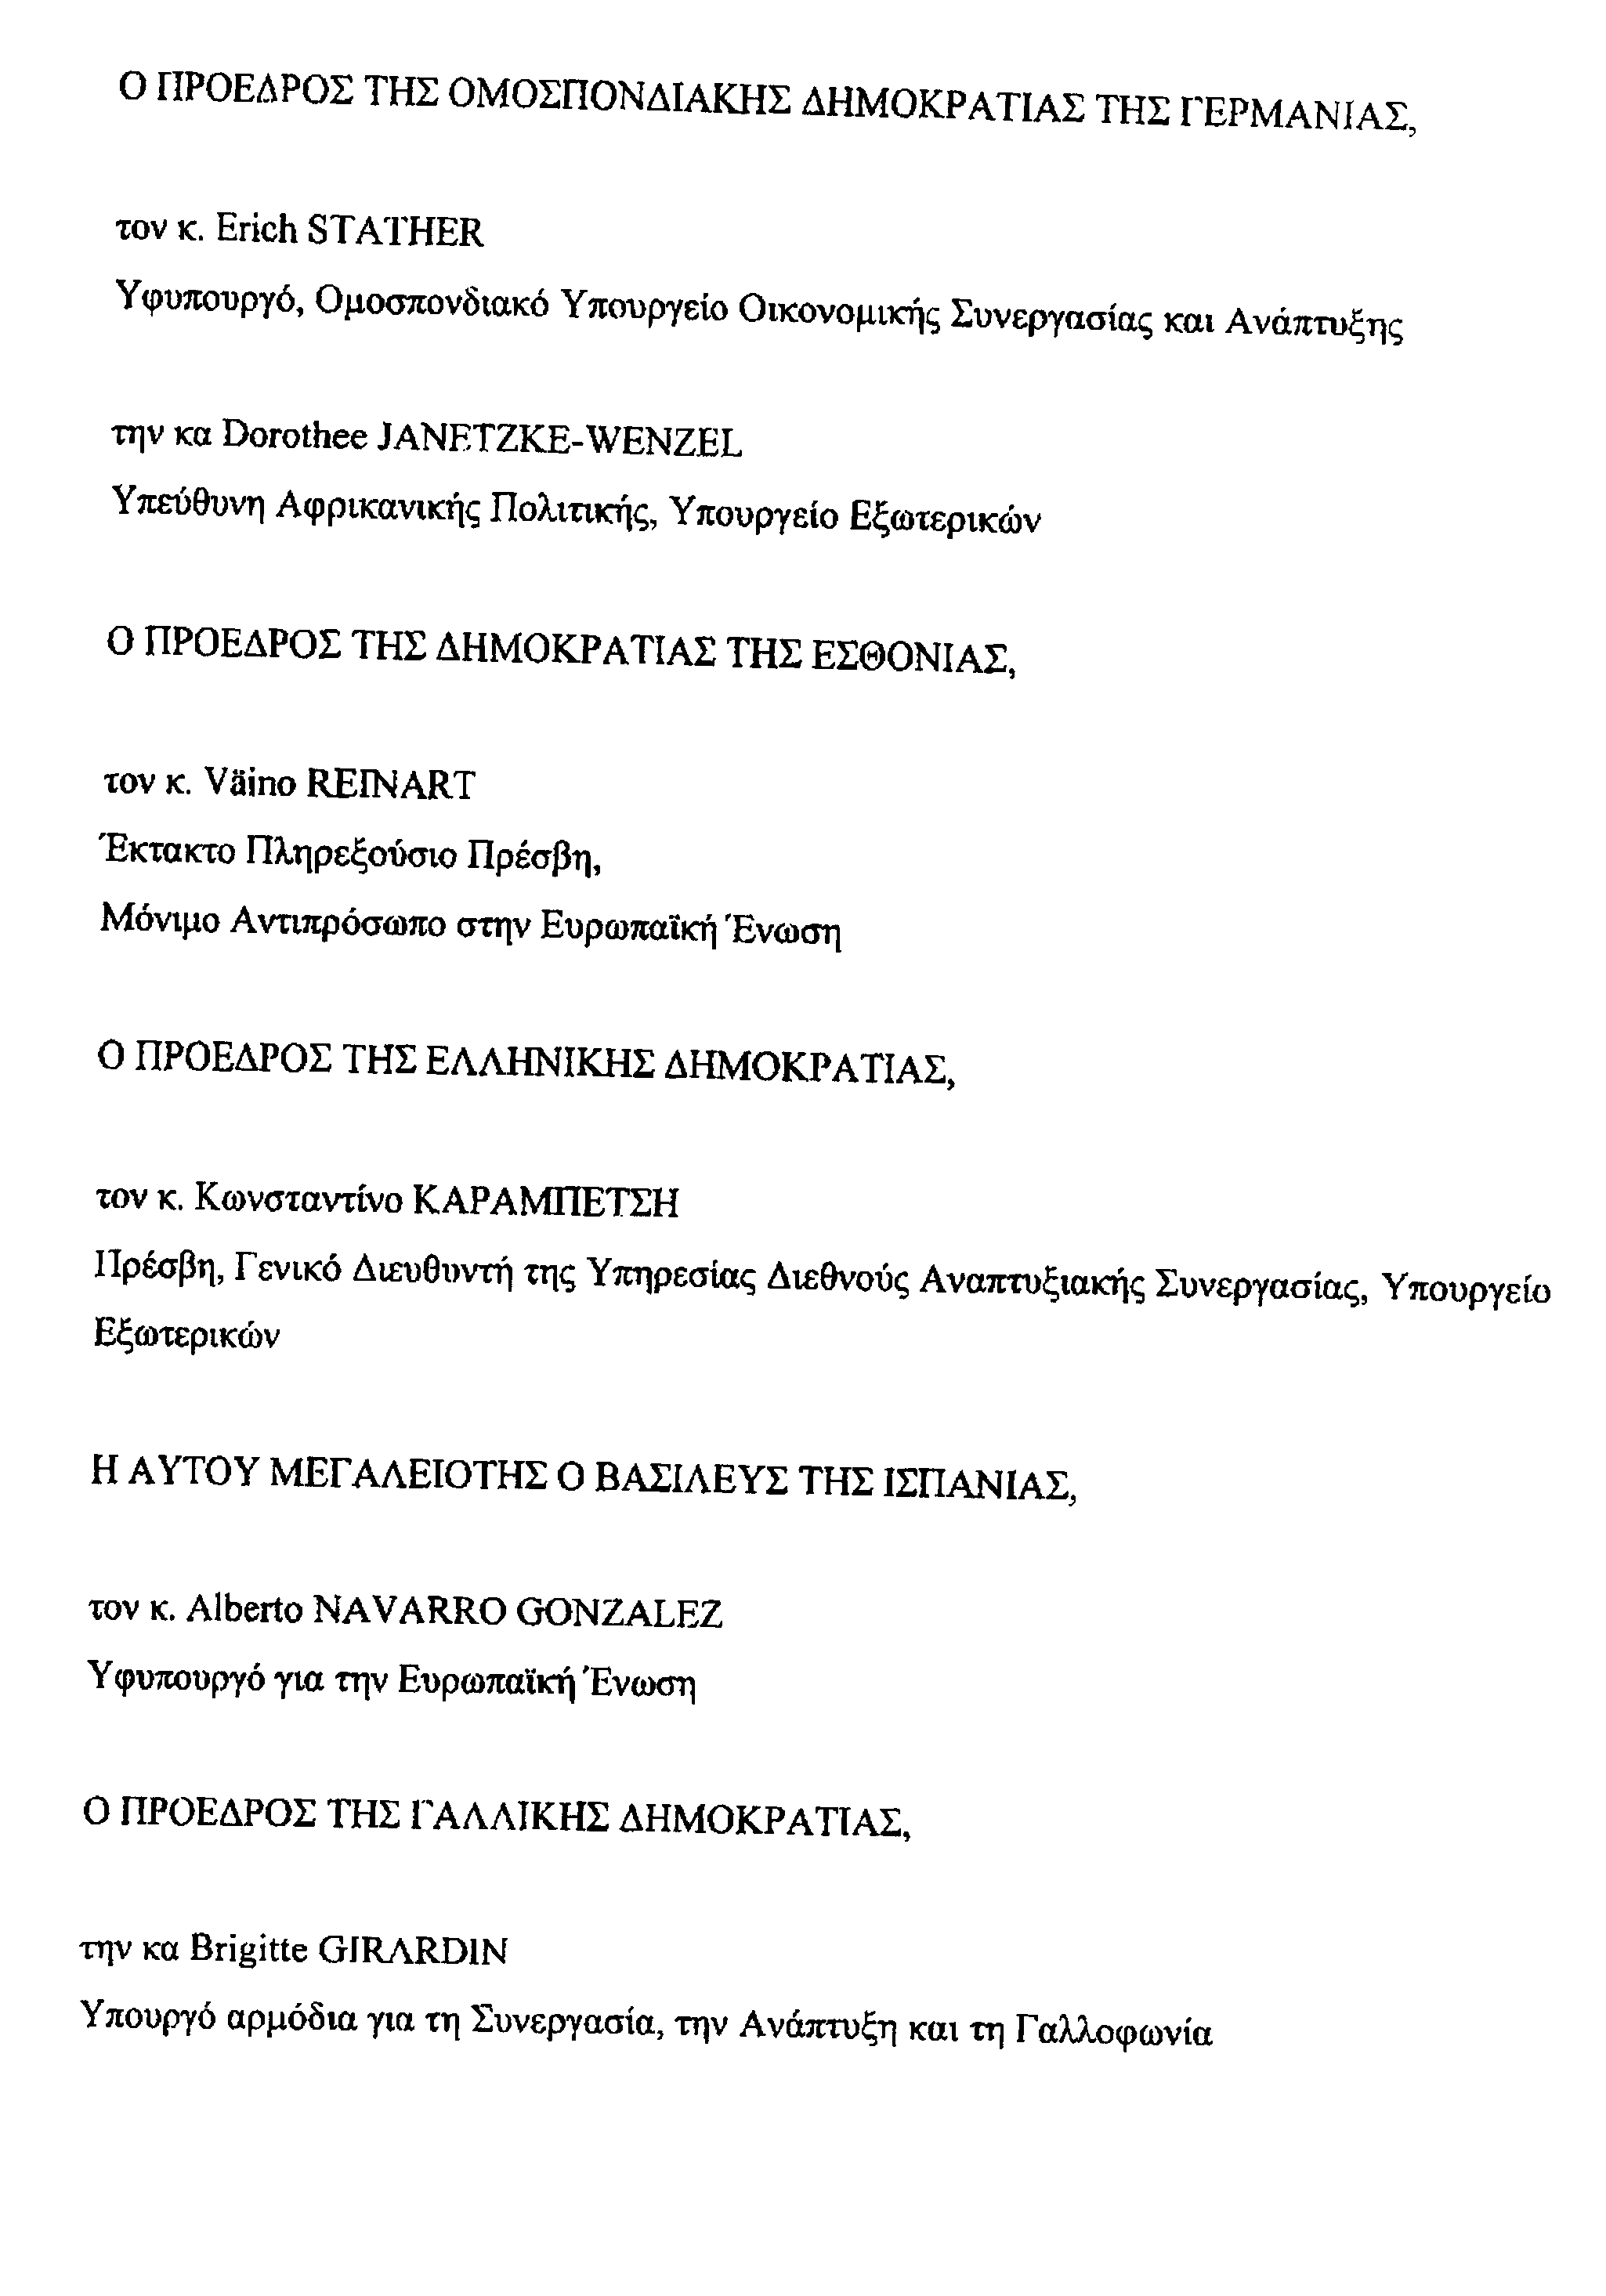 Ο ΠΡΟΕΔΡΟΣ ΤΗΣ ΟΜΟΣΠΟΝΔΙΑΚΗΣ ΔΗΜΟΚΡΑΤΙΑΣ ΤΗΣ ΓΕΡΜΑΝΙΑΣ,
τον κ. Erich STATHER
Υφυπουργό, Ομοσπονδιακό Υπουργείο Οικονομικής Συνεργασίας και Ανάπτυξης
την κα Dorothee JANETZKE-WENZEL
Υπεύθυνη Αφρικανικής Πολιτικής, Υπουργείο Εξωτερικών
Ο ΠΡΟΕΔΡΟΣ ΤΗΣ ΔΗΜΟΚΡΑΤΙΑΣ ΤΗΣ ΕΣΘΟΝΙΑΣ,
τον κ. Väino REINART
Έκτακτο Πληρεξούσιο Πρέσβη,
Μόνιμο Αντιπρόσωπο στην Ευρωπαϊκή Ένωση
Ο ΠΡΟΕΔΡΟΣ ΤΗΣ ΕΛΛΗΝΙΚΗΣ ΔΗΜΟΚΡΑΤΙΑΣ,
τον κ. Κωνσταντίνο ΚΑΡΑΜΠΕΤΣΗ
Πρέσβη, Γενικό Διευθυντή της Υπηρεσίας Διεθνούς Αναπτυξιακής Συνεργασίας, Υπουργείο
Εξωτερικών
Η ΑΥΤΟΥ ΜΕΓΑΛΕΙΟΤΗΣ Ο ΒΑΣΙΛΕΥΣ ΤΗΣ ΙΣΠΑΝΙΑΣ,
τον κ. Alberto NAVARRO GONZALEZ
Υφυπουργό για την Ευρωπαϊκή Ένωση
Ο ΠΡΟΕΔΡΟΣ ΤΗΣ ΓΑΛΛΙΚΗΣ ΔΗΜΟΚΡΑΤΙΑΣ,
την κα Brigitte GIRARDIN
Υπουργό αρμόδια για τη Συνεργασία, την Ανάπτυξη και τη Γαλλοφωνία